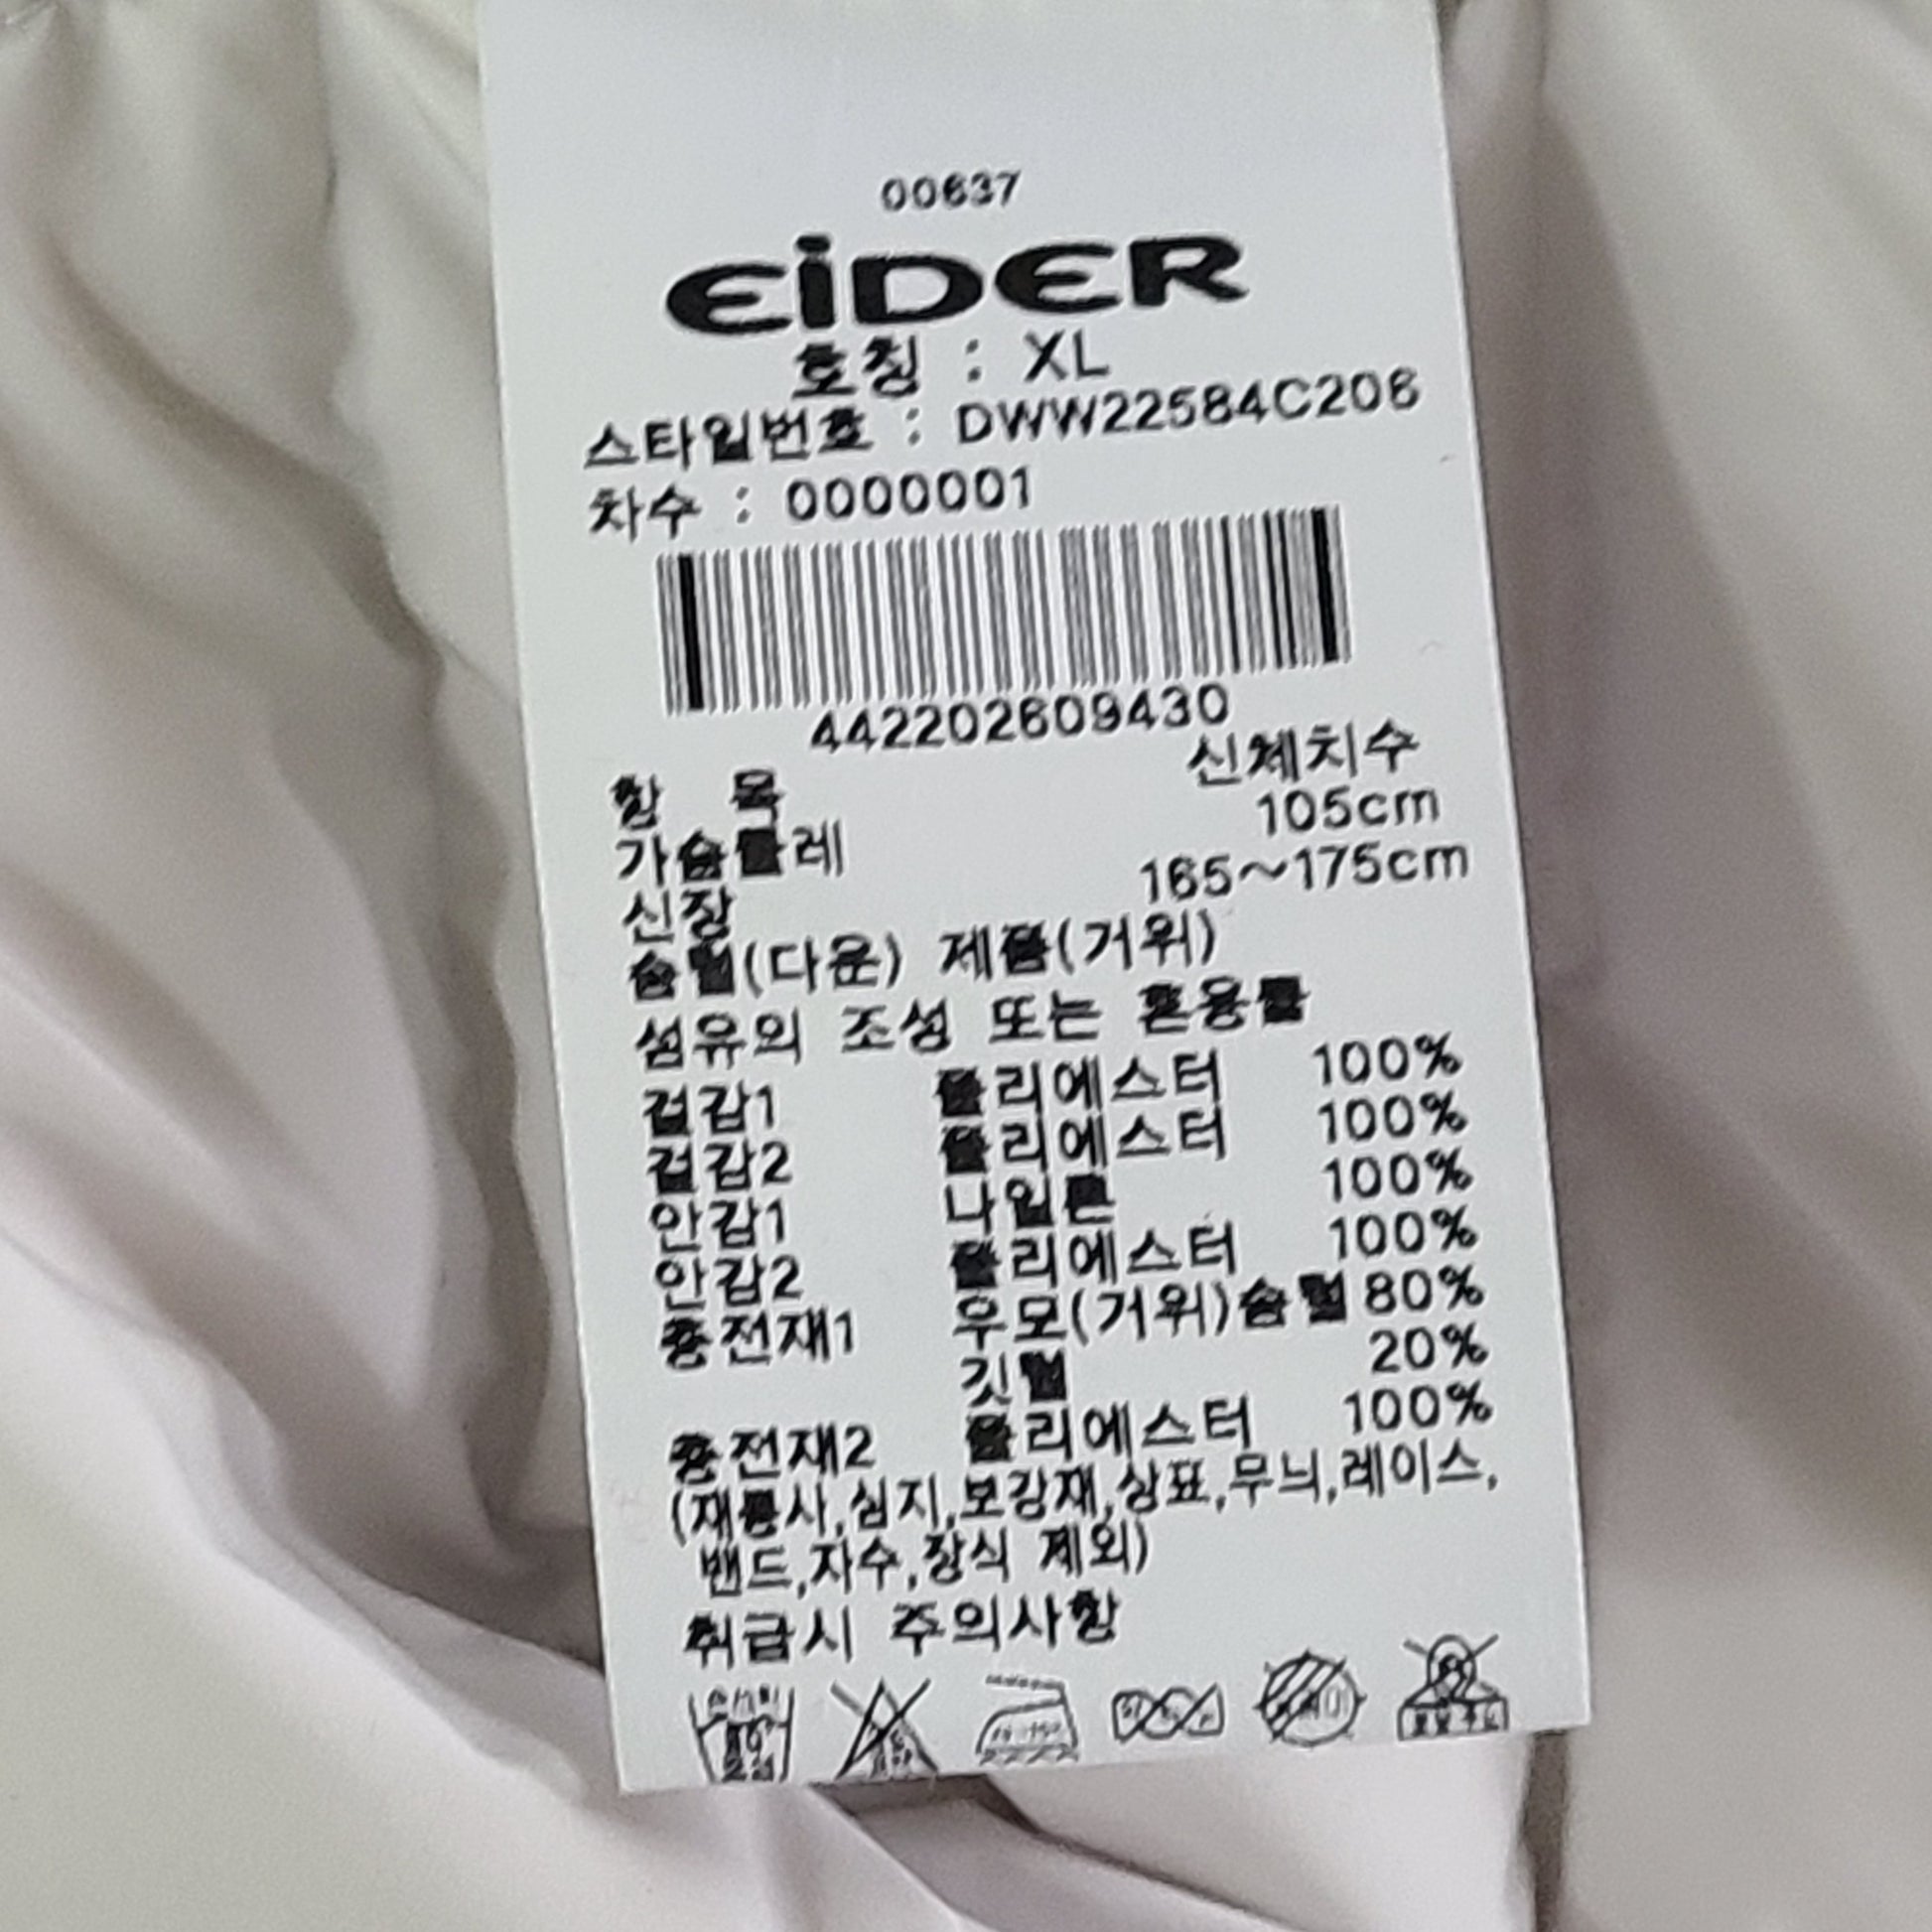 00637
EiDER
호칭 : XL
스타일번호 : DWW22584C206
차수 : 0000001
442202609430
항 목 신체치수
가슴둘레 105cm
신장 165~175cm
솜털(다운) 제품(거위)
섬유의 조성 또는 혼용률
겉감1 폴리에스터 100%
겉감2 폴리에스터 100%
안감1 나일론 100%
안감2 폴리에스터 100%
충전재1 우모(거위)솜털 80%
깃털 20%
충전재2 폴리에스터 100%
(재봉사,심지,보강재,상표,무늬,레이스,
밴드,자수,장식 제외)
취급시 주의사항